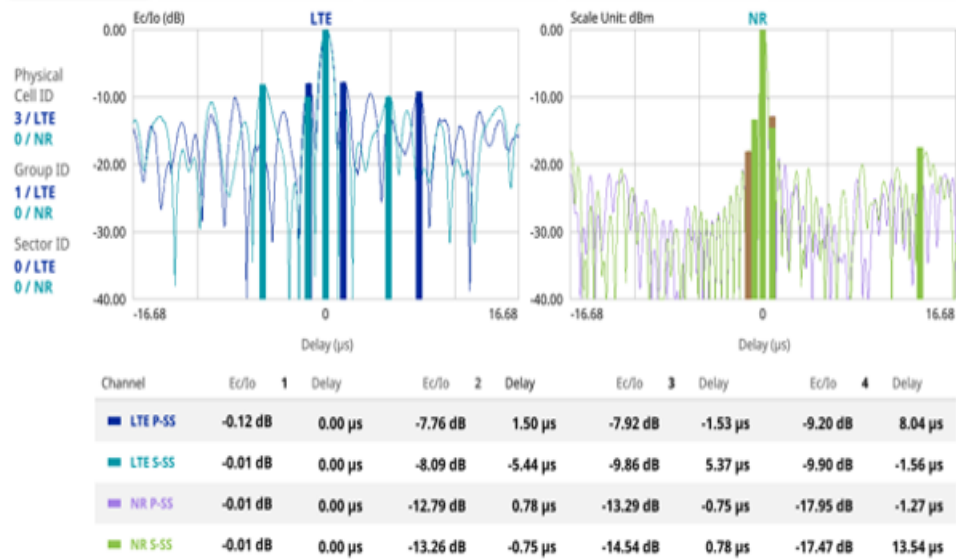 Ec/Io (dB) LTE Scale Unit: dBm NR
0.00 0.00
Physical
Cell ID
3 / LTE
0 / NR
-10.00 -10.00
Group ID
1 / LTE
0 / NR
-20.00 -20.00
Sector ID
0 / LTE
0 / NR
-30.00 -30.00
-40.00 -40.00
-16.68 0 16.68 -16.68 0 16.68
Delay (µs) Delay (µs)
Channel Ec/Io 1 Delay Ec/Io 2 Delay Ec/Io 3 Delay Ec/Io 4 Delay
LTE P-SS -0.12 dB 0.00 µs -7.76 dB 1.50 µs -7.92 dB -1.53 µs -9.20 dB 8.04 µs
LTE S-SS -0.01 dB 0.00 µs -8.09 dB -5.44 µs -9.86 dB 5.37 µs -9.90 dB -1.56 µs
NR P-SS -0.01 dB 0.00 µs -12.79 dB 0.78 µs -13.29 dB -0.75 µs -17.95 dB -1.27 µs
NR S-SS -0.01 dB 0.00 µs -13.26 dB -0.75 µs -14.54 dB 0.78 µs -17.47 dB 13.54 µs